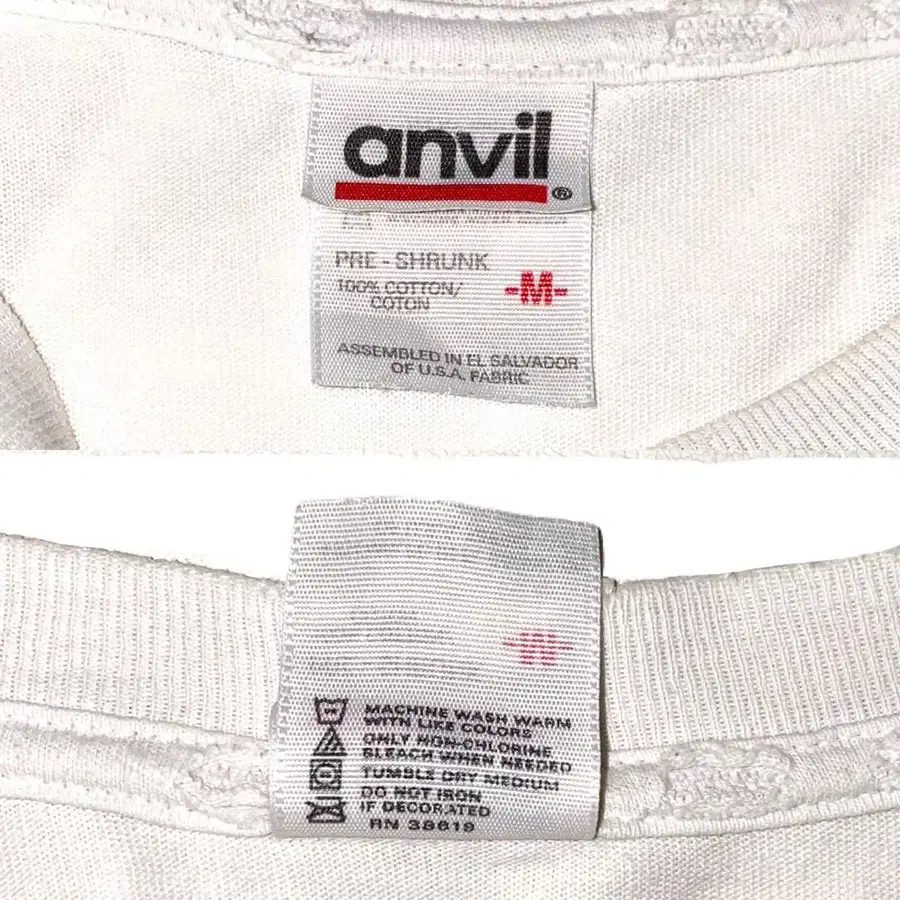 anvil
®
PRE - SHRUNK
100% COTTON/
COTON
-M-
ASSEMBLED IN EL SALVADOR
OF U.S.A. FABRIC
MACHINE WASH WARM
WITH LIKE COLORS
ONLY NON-CHLORINE
BLEACH WHEN NEEDED
TUMBLE DRY MEDIUM
DO NOT IRON
IF DECORATED
RN 38619